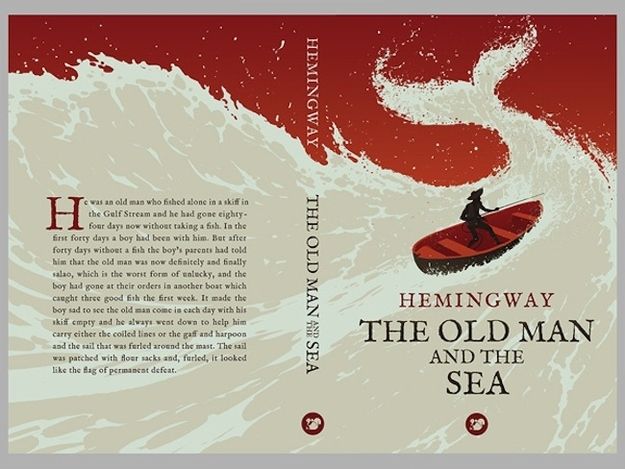 He was an old man who fished alone in a skiff in
the Gulf Stream and he had gone eighty-
four days now without taking a fish. In the
first forty days a boy had been with him. But after
forty days without a fish the boy's parents had told
him that the old man was now definitely and finally
salao, which is the worst form of unlucky, and the
boy had gone at their orders in another boat which
caught three good fish the first week. It made the
boy sad to see the old man come in each day with his
skiff empty and he always went down to help him
carry either the coiled lines or the gaff and harpoon
and the sail that was furled around the mast. The sail
was patched with flour sacks and, furled, it looked
like the flag of permanent defeat.
HEMINGWAY
THE OLD MAN AND THE SEA
HEMINGWAY
THE OLD MAN
AND THE
SEA